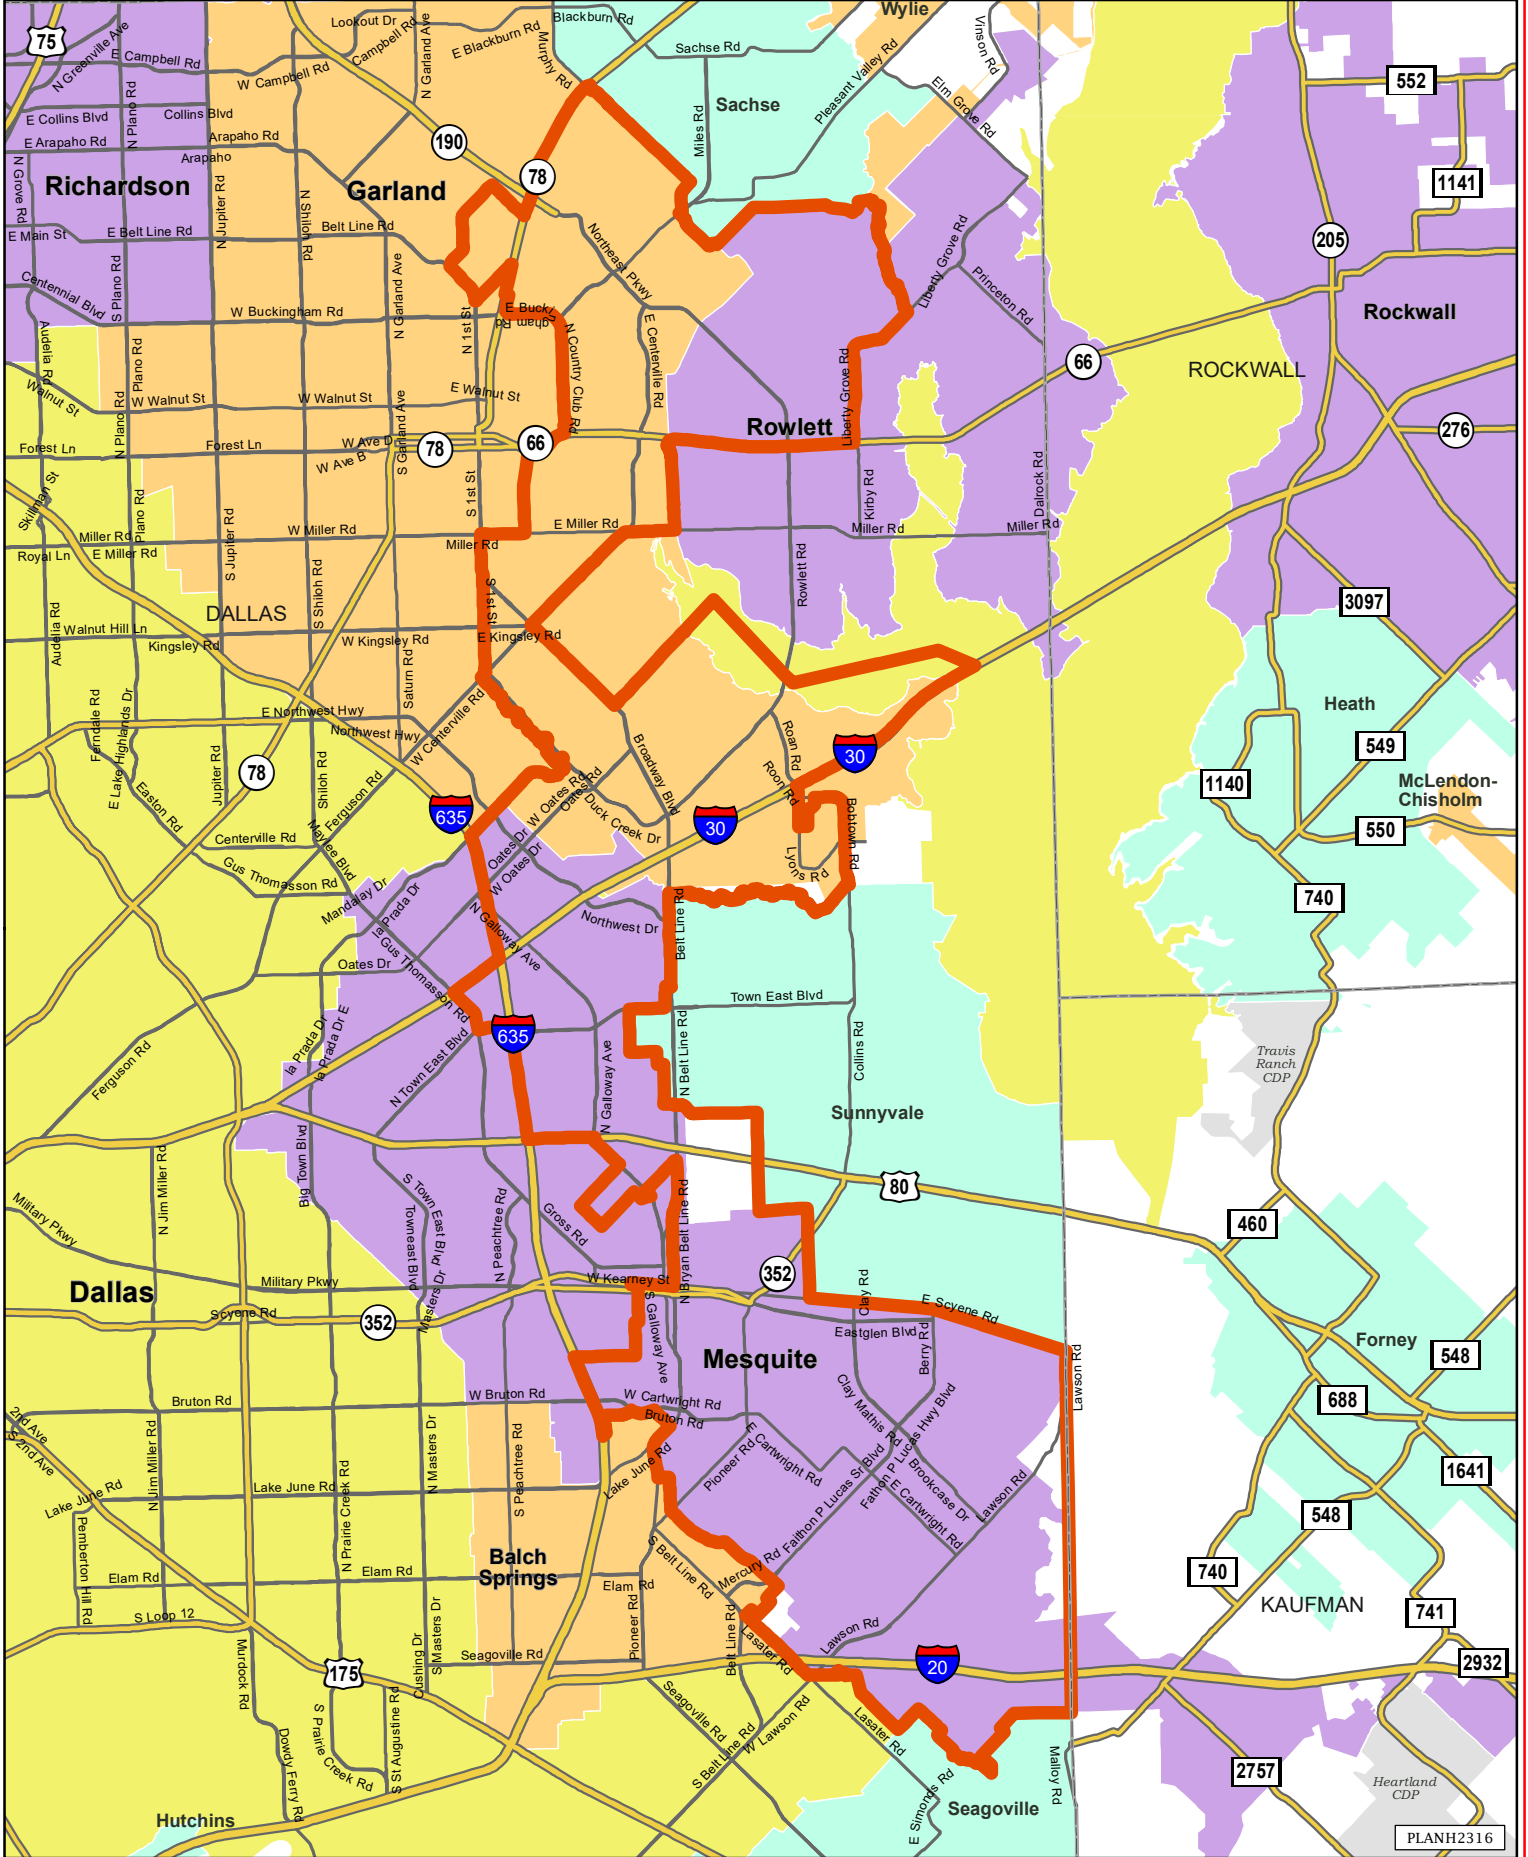 Wylie
Lookout Dr
Blackburn Rd
75
N Greenville Ave
E Campbell Rd
W Campbell Rd
Campbell Rd
N Garland Ave
E Blackburn Rd
Murphy Rd
Sachse Rd
Pleasant Valley Rd
Vinson Rd
Elm Grove Rd
552
E Collins Blvd
Collins Blvd
N Plano Rd
Sachse
Miles Rd
E Arapaho Rd
Arapaho Rd
Arapaho
190
78
1141
N Grove Rd
Richardson
Garland
N Jupiter Rd
N Shiloh Rd
E Main St
E Belt Line Rd
Belt Line Rd
Northeast Pkwy
Liberty Grove Rd
205
Centennial Blvd
S Plano Rd
N Garland Ave
Princeton Rd
W Buckingham Rd
N 1st St
E Bucki
gham Rd
N Country Club Rd
E Centerville Rd
Rockwall
Audelia Rd
Plano Rd
Liberty Grove Rd
66
ROCKWALL
Walnut St
W Walnut St
W Walnut St
E Walnut St
N Plano Rd
S Garland Ave
Forest Ln
Forest Ln
W Ave D
W Ave B
78
66
Rowlett
276
Skillman St
Plano Rd
S Jupiter Rd
S 1st St
Kirby Rd
Dalrock Rd
Miller Rd
W Miller Rd
Miller Rd
E Miller Rd
Miller Rd
Miller Rd
Royal Ln
E Miller Rd
S Shiloh Rd
S 1st St
Rowlett Rd
DALLAS
3097
Audelia Rd
Walnut Hill Ln
Kingsley Rd
W Kingsley Rd
E Kingsley Rd
Saturn Rd
Ferndale Rd
E Lake Highlands Dr
E Northwest Hwy
Northwest Hwy
W Centerville Rd
Heath
549
Broadway Blvd
Roan Rd
30
78
Jupiter Rd
Shiloh Rd
Ferguson Rd
W Oates Rd
Oates Rd
Roon Rd
1140
McLendon-
Chisholm
Easton Rd
635
Duck Creek Dr
30
Bobtown Rd
550
Centerville Rd
Maylee Blvd
Oates Dr
W Oates Dr
Lyons Rd
Gus Thomasson Rd
Mandalay Dr
la Prada Dr
740
N Galloway Ave
Northwest Dr
Belt Line Rd
Gus Thomasson Rd
Oates Dr
Town East Blvd
la Prada Dr
la Prada Dr E
635
Ferguson Rd
N Town East Blvd
N Galloway Ave
N Belt Line Rd
Collins Rd
Travis
Ranch
CDP
Sunnyvale
Big Town Blvd
N Jim Miller Rd
80
Military Pkwy
S Town East Blvd
Towneast Blvd
N Peachtree Rd
Gross Rd
N Bryan Belt Line Rd
460
Dallas
Military Pkwy
Masters Dr
W Kearney St
352
Clay Rd
Scyene Rd
352
S Galloway Ave
E Scyene Rd
Eastglen Blvd
Berry Rd
Forney
548
Mesquite
Lawson Rd
Bruton Rd
W Bruton Rd
W Cartwright Rd
Bruton Rd
Clay Mathis Rd
688
2nd Ave
S 2nd Ave
N Jim Miller Rd
N Masters Dr
S Peachtree Rd
Lake June Rd
Pioneer Rd
E Cartwright Rd
Faithon P Lucas Sr Blvd
Fathon P Lucas Hwy Blvd
Brookcase Dr
E Cartwright Rd
Lawson Rd
1641
Lake June Rd
Lake June Rd
N Prairie Creek Rd
548
Pemberton Hill Rd
Balch
Springs
S Belt Line Rd
Mercury Rd
740
Elam Rd
Elam Rd
Elam Rd
KAUFMAN
741
S Loop 12
Pioneer Rd
Belt Line Rd
Lasater Rd
Lawson Rd
Murdock Rd
175
Cushing Dr
S Masters Dr
Seagoville Rd
20
2932
S Prairie Creek Rd
S St Augustine Rd
Seagoville Rd
S Belt Line Rd
W Lawson Rd
Lasater Rd
Dowdy Ferry Rd
Malloy Rd
2757
Heartland
CDP
Hutchins
E Simonds Rd
Seagoville
PLANH2316